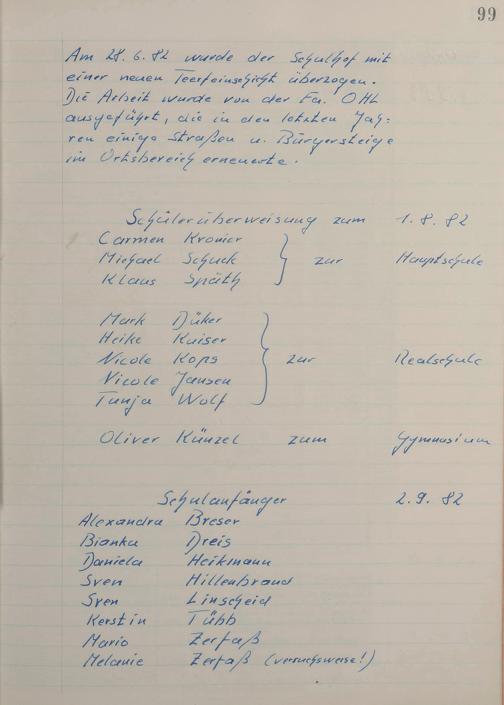 99
Am 28.6.82 wurde der Schulhof mit
einer neuen Teerfeinschicht überzogen.
Die Arbeit wurde von der Fa. OHL
ausgeführt, die in den letzten Jah-
ren einige Straßen u. Bürgersteige
im Ortsbereich erneuerte.
Schülerüberweisung zum 1.8.82
Carmen Kromer
Michael Schuck } zur Hauptschule
Klaus Späth
Mark Düker
Heike Kaiser
Nicole Kops } zur Realschule
Nicole Jansen
Tanja Wolf
Oliver Künzel zum Gymnasium
Schulanfänger 2.9.82
Alexandra Breser
Bianka Dreis
Daniela Heikmann
Sven Hillenbrand
Sven Linscheid
Kerstin Tübb
Mario Zerfaß
Melanie Zerfaß (versuchsweise!)